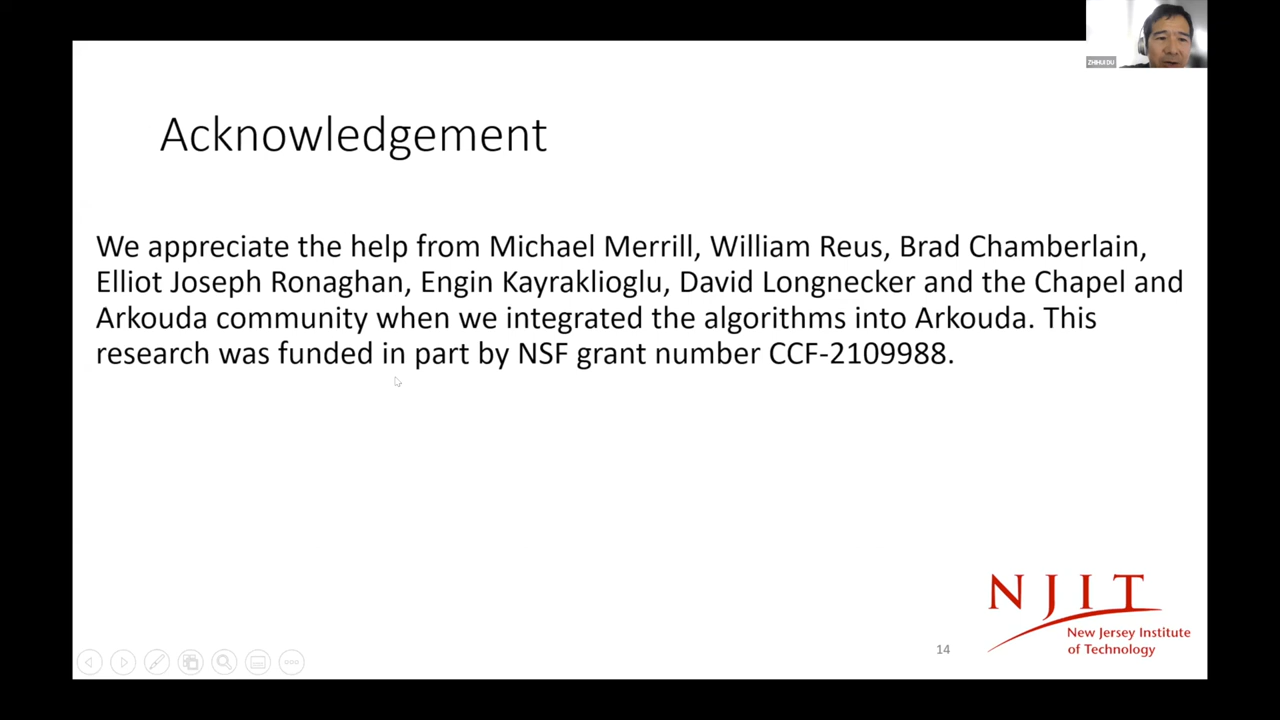 ZHIHUI DU
Acknowledgement
We appreciate the help from Michael Merrill, William Reus, Brad Chamberlain,
Elliot Joseph Ronaghan, Engin Kayraklioglu, David Longnecker and the Chapel and
Arkouda community when we integrated the algorithms into Arkouda. This
research was funded in part by NSF grant number CCF-2109988.
NJIT
New Jersey Institute
of Technology
14